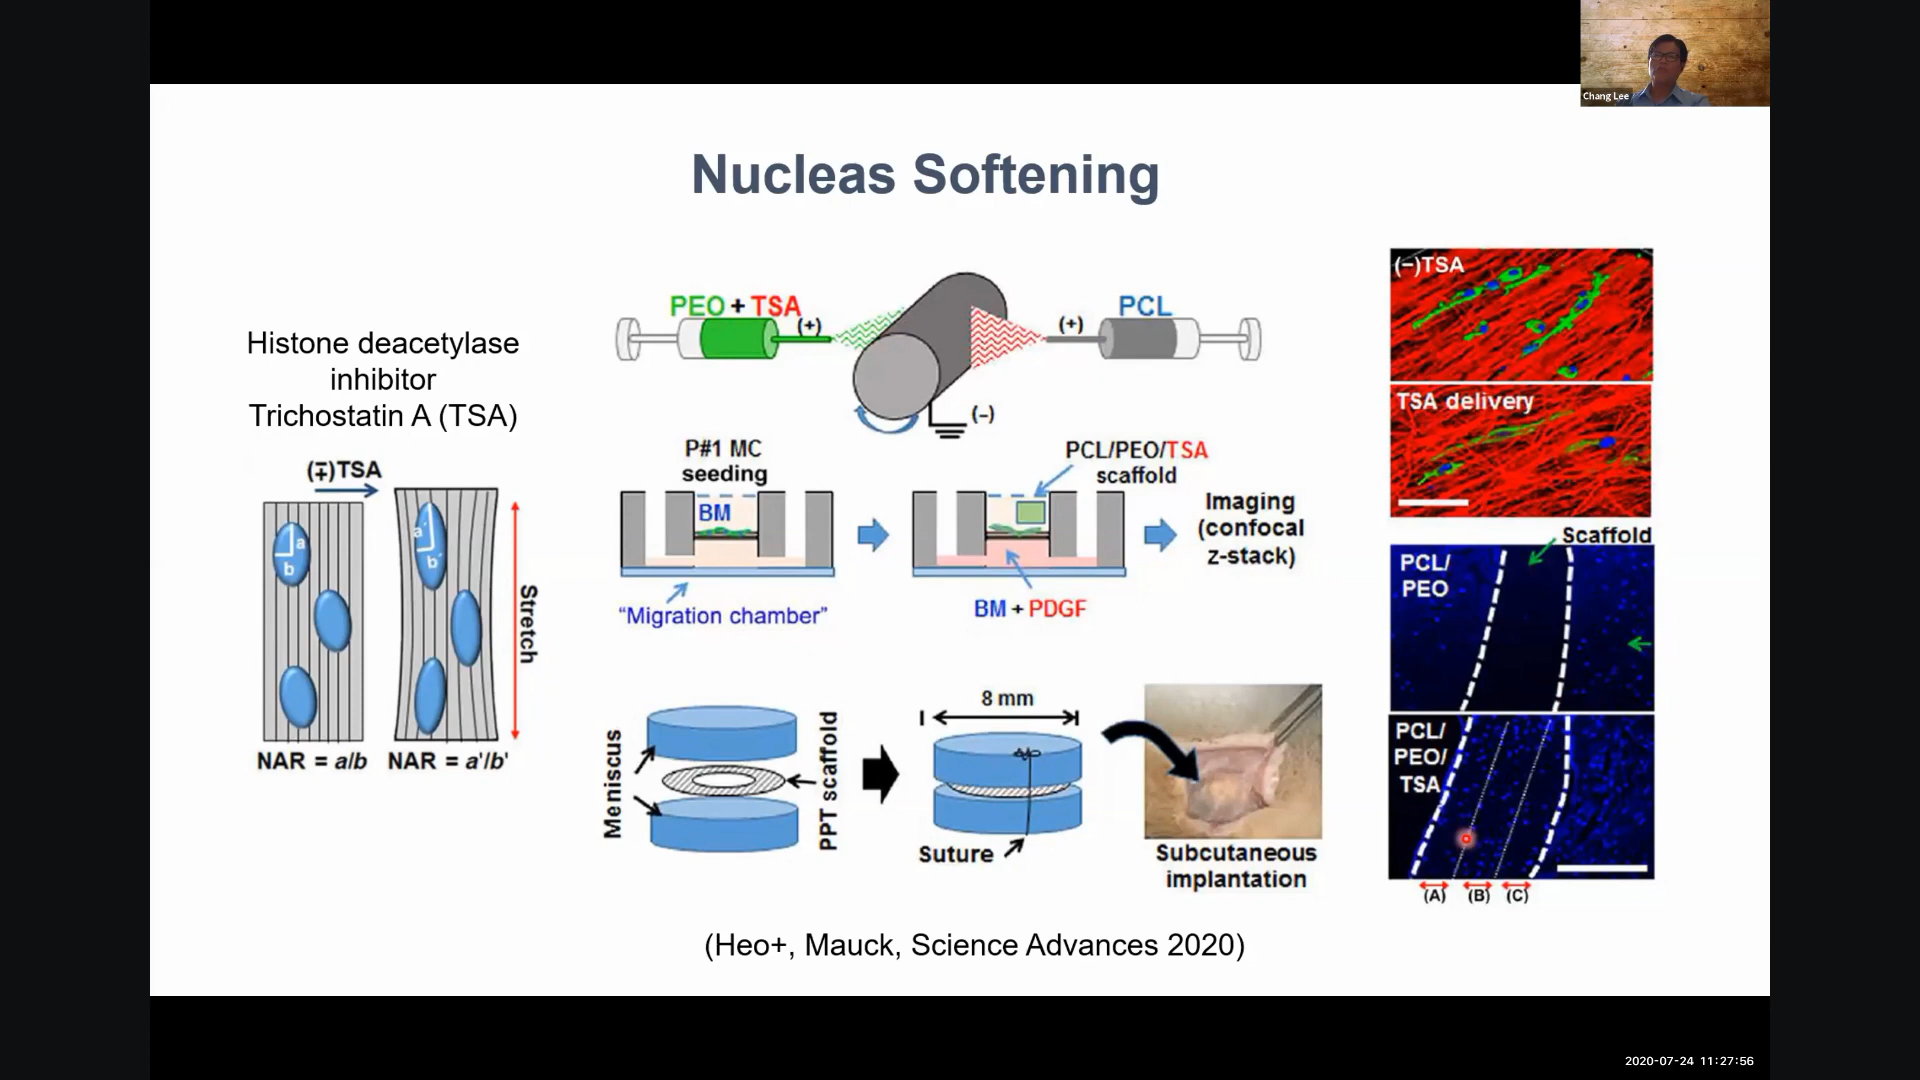 Chang Lee
Nucleas Softening
Histone deacetylase
inhibitor
Trichostatin A (TSA)
(∓)TSA
a
b
a'
b'
Stretch
NAR = a/b
NAR = a'/b'
PEO + TSA
(+)
(+)
PCL
(−)
P#1 MC
seeding
BM
"Migration chamber"
PCL/PEO/TSA
scaffold
BM + PDGF
Imaging
(confocal
z-stack)
Meniscus
PPT scaffold
8 mm
Suture
Subcutaneous
implantation
(−)TSA
TSA delivery
Scaffold
PCL/
PEO
PCL/
PEO/
TSA
(A)
(B)
(C)
(Heo+, Mauck, Science Advances 2020)
2020-07-24 11:27:56